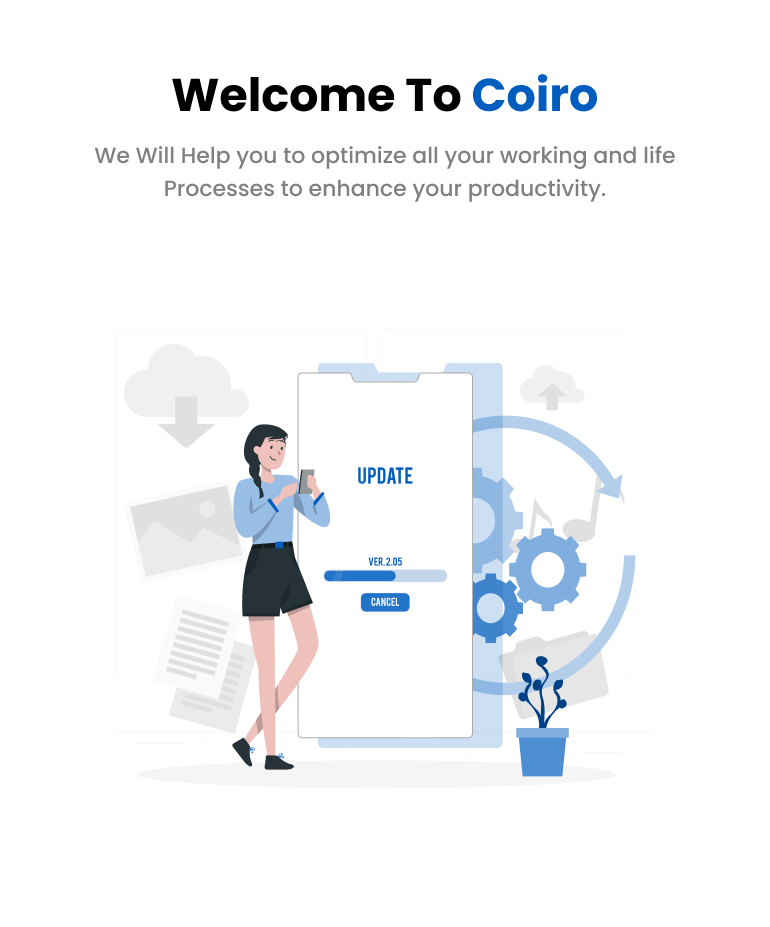 Welcome To Coiro
We Will Help you to optimize all your working and life
Processes to enhance your productivity.
UPDATE
VER.2.05
CANCEL